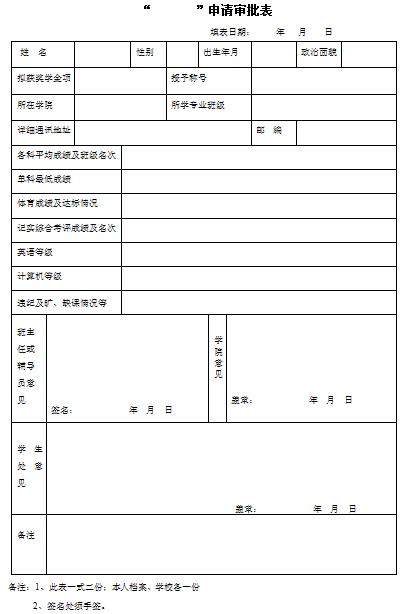 “        ”申请审批表
填表日期：      年   月   日
姓 名  性别  出生年月  政治面貌
拟获奖学金项  授予称号
所在学院  所学专业班级
详细通讯地址  邮 编
各科平均成绩及班级名次
单科最低成绩
体育成绩及达标情况
记实综合考评成绩及名次
英语等级
计算机等级
违纪及旷、缺课情况等
班主
任或
辅导
员意
见
签名：      年  月  日
学
院
意
见
盖章：      年  月  日
学 生
处 意
见
盖章：      年  月  日
备注
备注：1、此表一式二份；本人档案、学校各一份
2、签名处须手签。